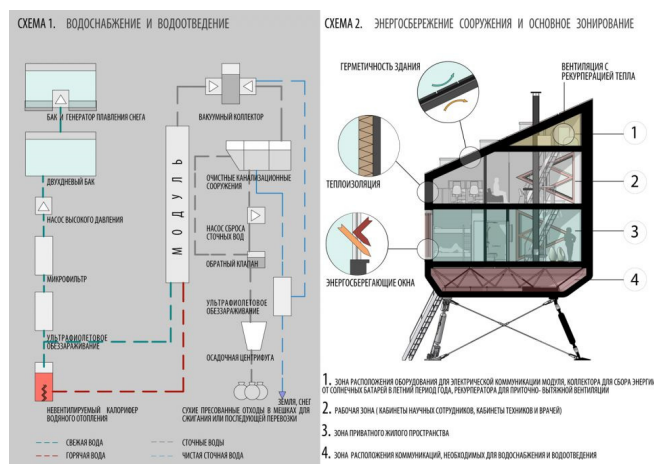 СХЕМА 1. ВОДОСНАБЖЕНИЕ И ВОДООТВЕДЕНИЕ
БАК И ГЕНЕРАТОР ПЛАВЛЕНИЯ СНЕГА
ДВУХДНЕВНЫЙ БАК
НАСОС ВЫСОКОГО ДАВЛЕНИЯ
МИКРОФИЛЬТР
УЛЬТРАФИОЛЕТОВОЕ
ОБЕЗЗАРАЖИВАНИЕ
НЕВЕНТИЛИРУЕМЫЙ КАЛОРИФЕР
ВОДЯНОГО ОТОПЛЕНИЯ
МОДУЛЬ
ВАКУУМНЫЙ КОЛЛЕКТОР
ОЧИСТНЫЕ КАНАЛИЗАЦИОННЫЕ
СООРУЖЕНИЯ
НАСОС СБРОСА
СТОЧНЫХ ВОД
ОБРАТНЫЙ КЛАПАН
УЛЬТРАФИОЛЕТОВОЕ
ОБЕЗЗАРАЖИВАНИЕ
ОСАДОЧНАЯ ЦЕНТРИФУГА
ЗЕМЛЯ, СНЕГ
СУХИЕ ПРЕСОВАННЫЕ ОТХОДЫ В МЕШКАХ ДЛЯ
СЖИГАНИЯ ИЛИ ПОСЛЕДУЮЩЕЙ ПЕРЕВОЗКИ
СВЕЖАЯ ВОДА
ГОРЯЧАЯ ВОДА
СТОЧНЫЕ ВОДЫ
ЧИСТАЯ СТОЧНАЯ ВОДА
СХЕМА 2. ЭНЕРГОСБЕРЕЖЕНИЕ СООРУЖЕНИЯ И ОСНОВНОЕ ЗОНИРОВАНИЕ
ГЕРМЕТИЧНОСТЬ ЗДАНИЯ
ВЕНТИЛЯЦИЯ С
РЕКУРПЕРАЦИЕЙ ТЕПЛА
ТЕПЛОИЗОЛЯЦИЯ
ЭНЕРГОСБЕРГАЮЩИЕ ОКНА
1
2
3
4
1. ЗОНА РАСПОЛОЖЕНИЯ ОБОРУДОВАНИЯ ДЛЯ ЭЛЕКТРИЧЕСКОЙ КОММУНИКАЦИИ МОДУЛЯ, КОЛЛЕКТОРА ДЛЯ СБОРА ЭНЕРГИИ
ОТ СОЛНЕЧНЫХ БАТАРЕЙ В ЛЕТНИЙ ПЕРИОД ГОДА, РЕКУПЕРАТОРА ДЛЯ ПРИТОЧНО- ВЫТЯЖНОЙ ВЕНТИЛЯЦИИ
2. РАБОЧАЯ ЗОНА ( КАБИНЕТЫ НАУЧНЫХ СОТРУДНИКОВ, КАБИНЕТЫ ТЕХНИКОВ И ВРАЧЕЙ)
3. ЗОНА ПРИВАТНОГО ЖИЛОГО ПРОСТРАНСТВА
4. ЗОНА РАСПОЛОЖЕНИЯ КОММУНИКАЦИЙ, НЕОБХОДИМЫХ ДЛЯ ВОДОСНАБЖЕНИЯ И ВОДООТВЕДЕНИЯ